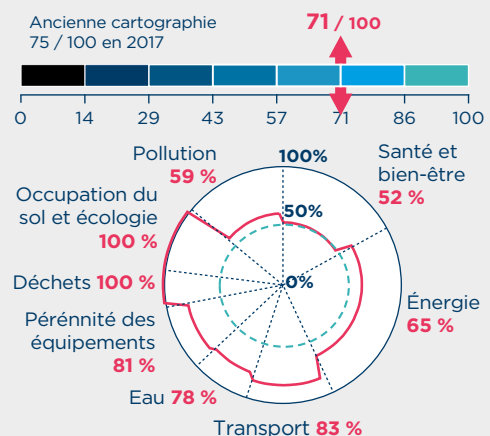 Ancienne cartographie
75 / 100 en 2017
71 / 100
0 14 29 43 57 71 86 100
Pollution
59 %
100%
50%
0%
Santé et
bien-être
52 %
Énergie
65 %
Transport 83 %
Eau 78 %
Pérénnité des
équipements
81 %
Déchets 100 %
Occupation du
sol et écologie
100 %